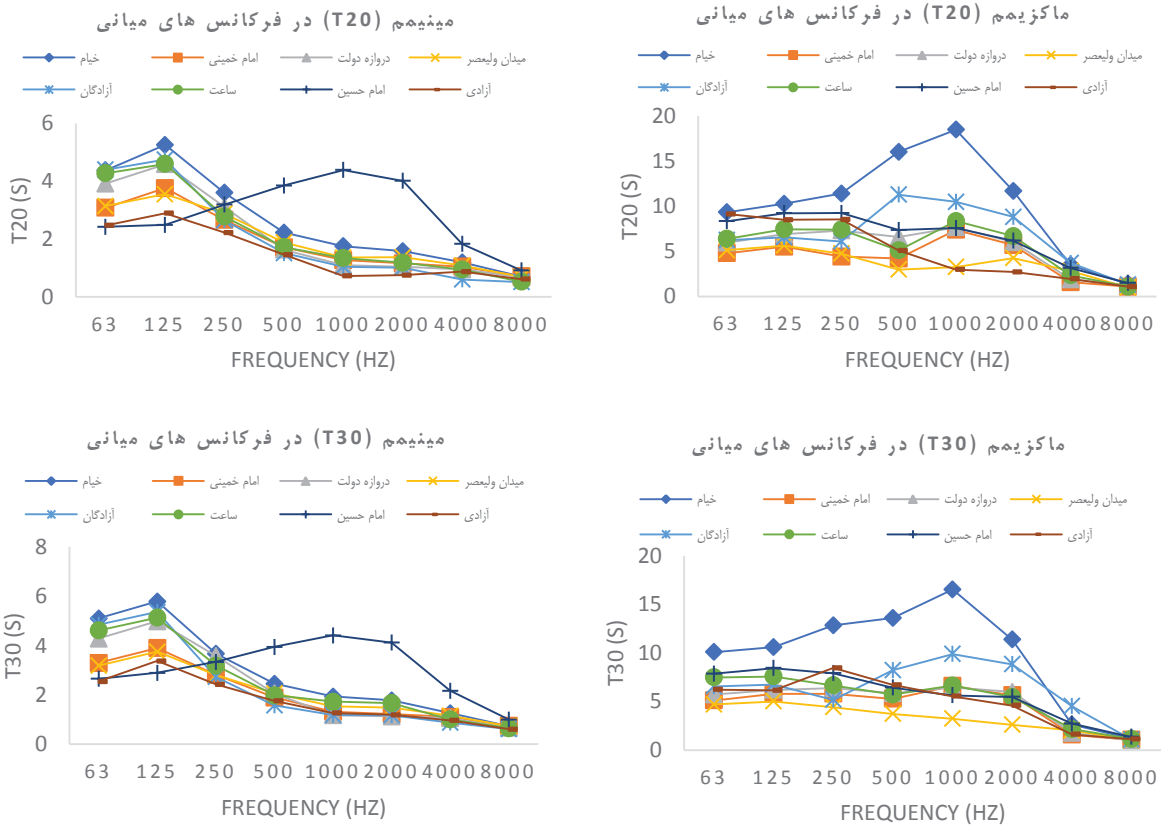 مینیمم (T20) در فرکانس های میانی
خیام امام خمینی دروازه دولت میدان ولیعصر
آزادگان ساعت امام حسین آزادی
6
4
2
0
T20 (S)
63 125 250 500 1000 2000 4000 8000
FREQUENCY (HZ)
ماکزیمم (T20) در فرکانس های میانی
خیام امام خمینی دروازه دولت میدان ولیعصر
آزادگان ساعت امام حسین آزادی
20
15
10
5
0
T20 (S)
63 125 250 500 1000 2000 4000 8000
FREQUENCY (HZ)
مینیمم (T30) در فرکانس های میانی
خیام امام خمینی دروازه دولت میدان ولیعصر
آزادگان ساعت امام حسین آزادی
8
6
4
2
0
T30 (S)
63 125 250 500 1000 2000 4000 8000
FREQUENCY (HZ)
ماکزیمم (T30) در فرکانس های میانی
خیام امام خمینی دروازه دولت میدان ولیعصر
آزادگان ساعت امام حسین آزادی
20
15
10
5
0
T30 (S)
63 125 250 500 1000 2000 4000 8000
FREQUENCY (HZ)